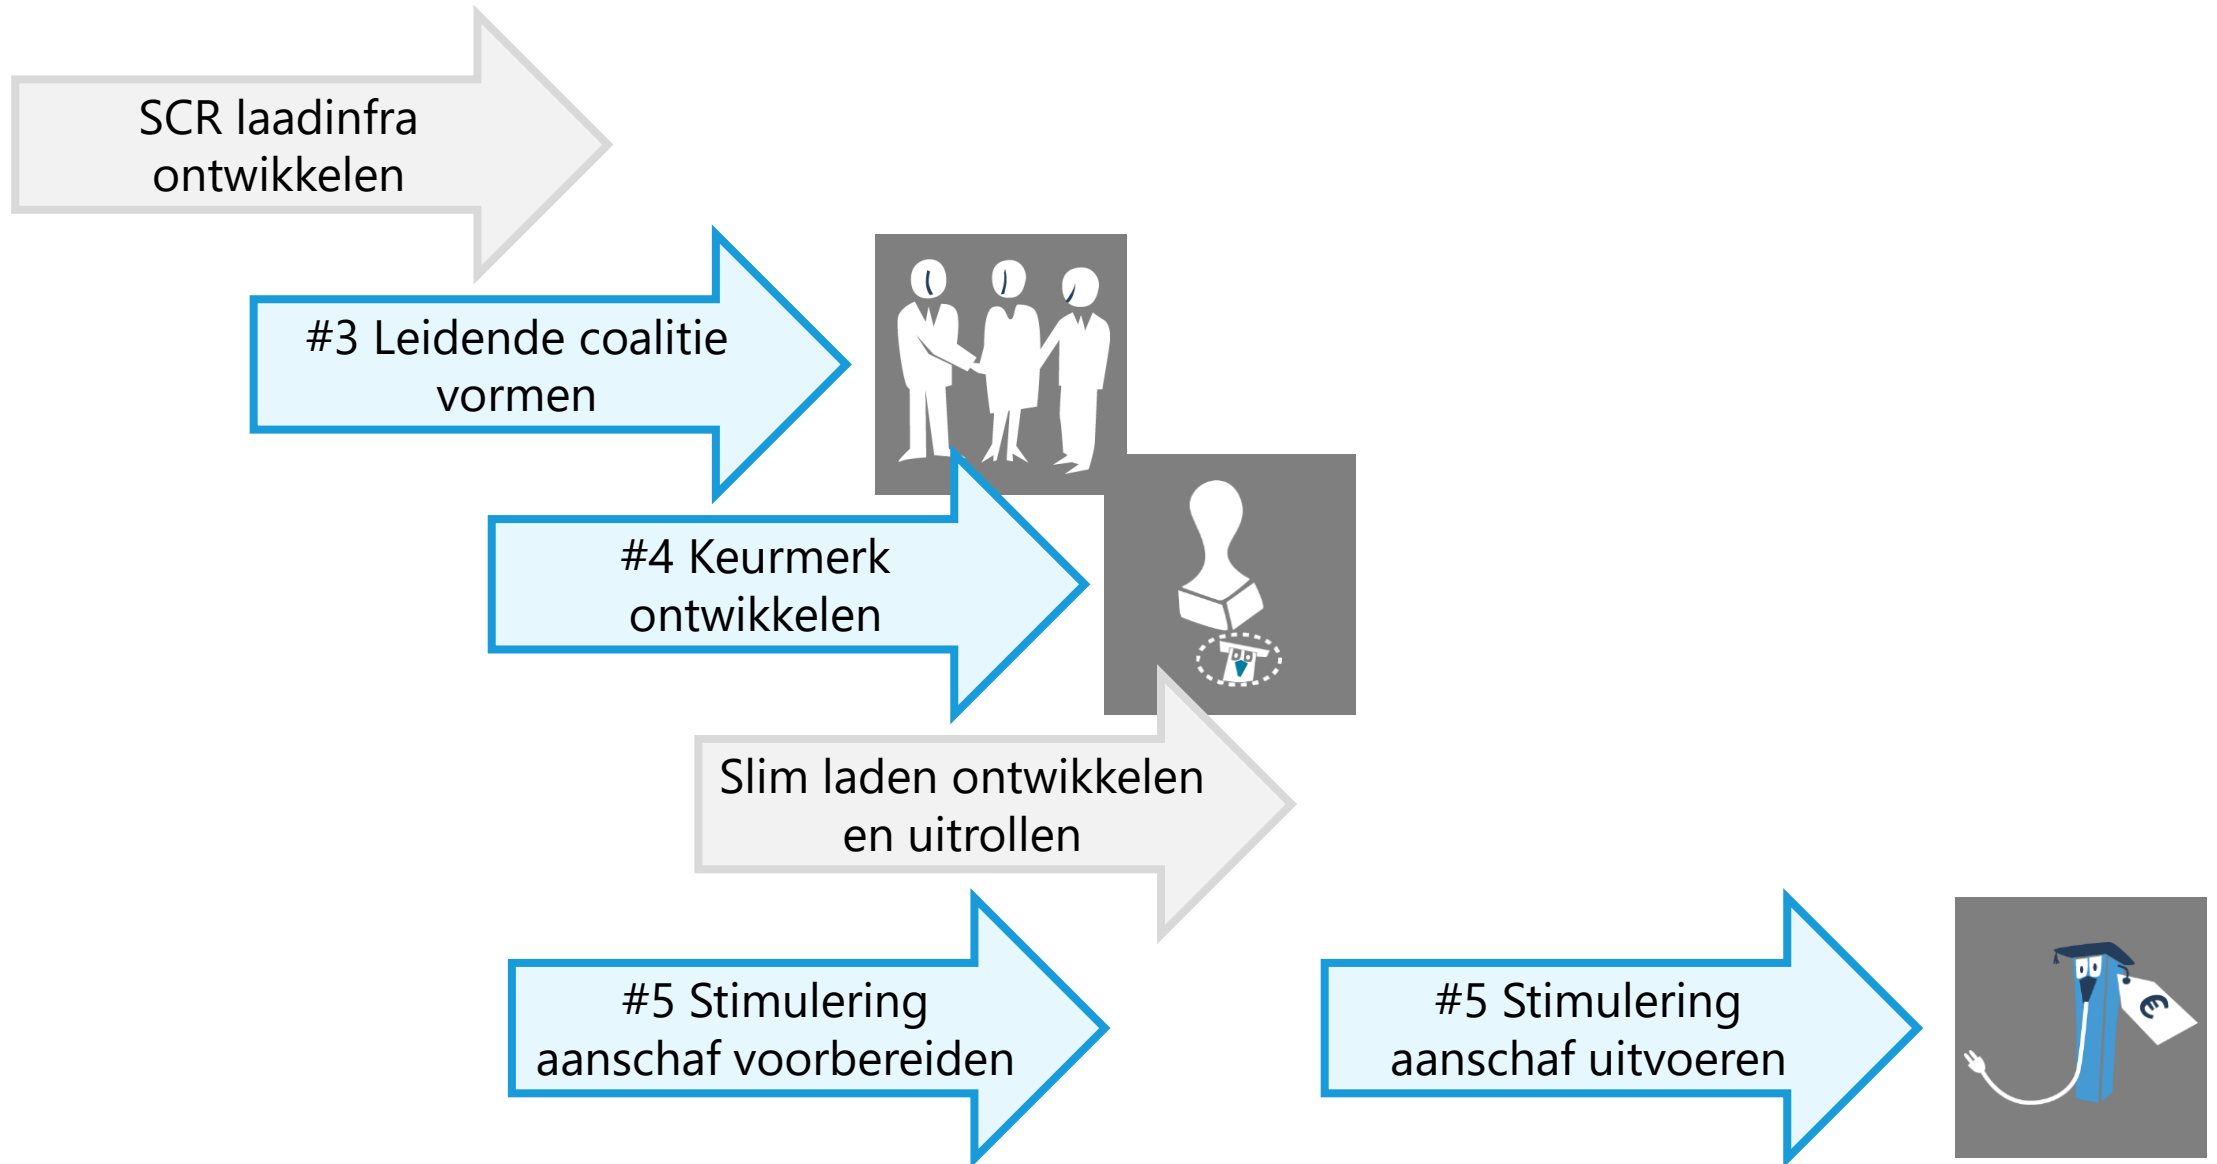 SCR laadinfra
ontwikkelen
#3 Leidende coalitie
vormen
#4 Keurmerk
ontwikkelen
Slim laden ontwikkelen
en uitrollen
#5 Stimulering
aanschaf voorbereiden
#5 Stimulering
aanschaf uitvoeren
€